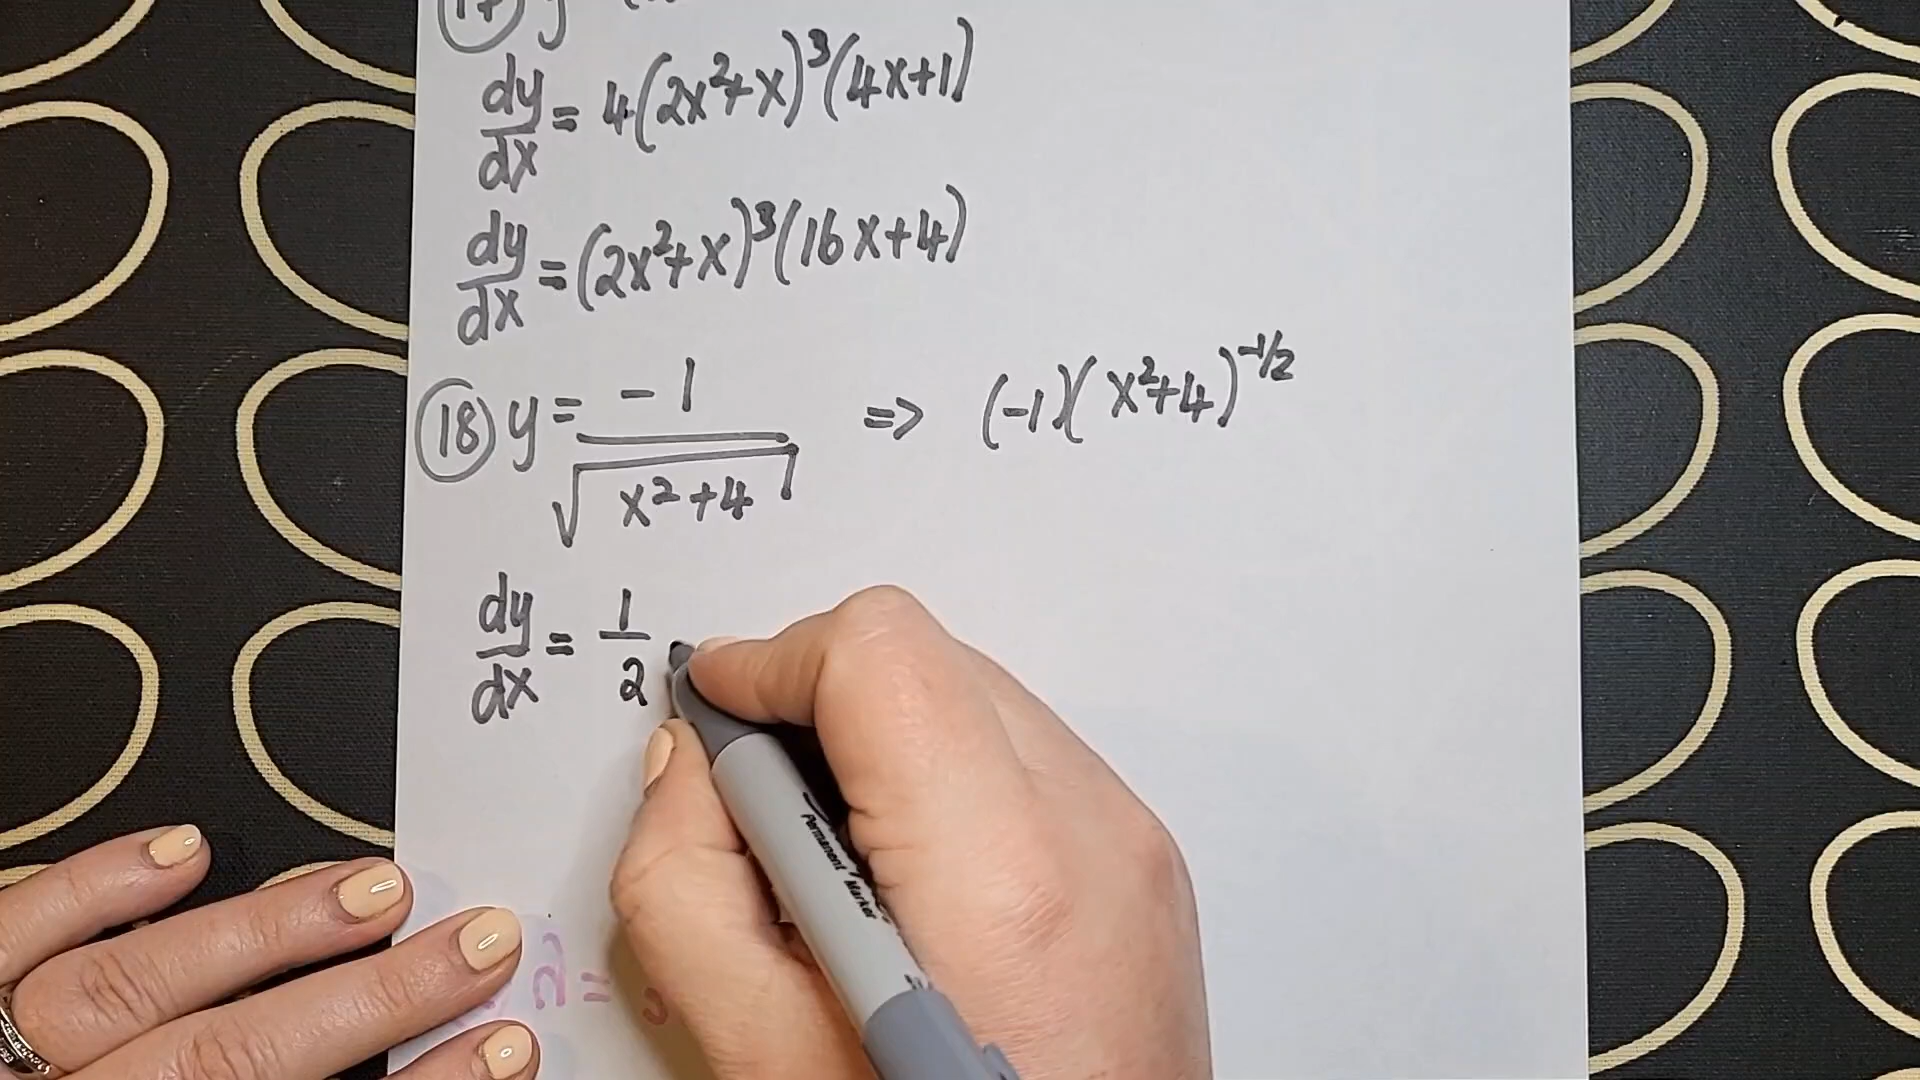 17 y
dy/dx = 4(2x²+x)³(4x+1)
dy/dx = (2x²+x)³(16x+4)
18 y = -1/√(x²+4) => (-1)(x²+4)^-1/2
dy/dx = 1/2
Permanent Marker